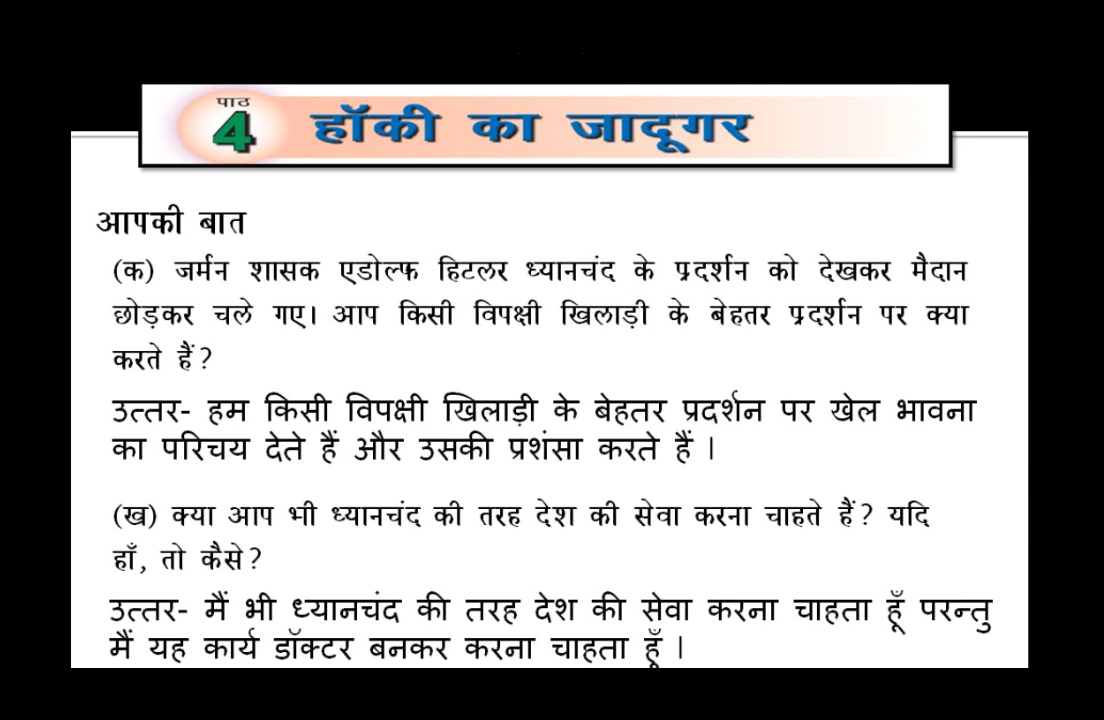 पाठ
4 हॉकी का जादूगर
आपकी बात
(क) जर्मन शासक एडोल्फ हिटलर ध्यानचंद के प्रदर्शन को देखकर मैदान
छोड़कर चले गए। आप किसी विपक्षी खिलाड़ी के बेहतर प्रदर्शन पर क्या
करते हैं?
उत्तर- हम किसी विपक्षी खिलाड़ी के बेहतर प्रदर्शन पर खेल भावना
का परिचय देते हैं और उसकी प्रशंसा करते हैं |
(ख) क्या आप भी ध्यानचंद की तरह देश की सेवा करना चाहते हैं? यदि
हाँ, तो कैसे?
उत्तर- मैं भी ध्यानचंद की तरह देश की सेवा करना चाहता हूँ परन्तु
मैं यह कार्य डॉक्टर बनकर करना चाहता हूँ |